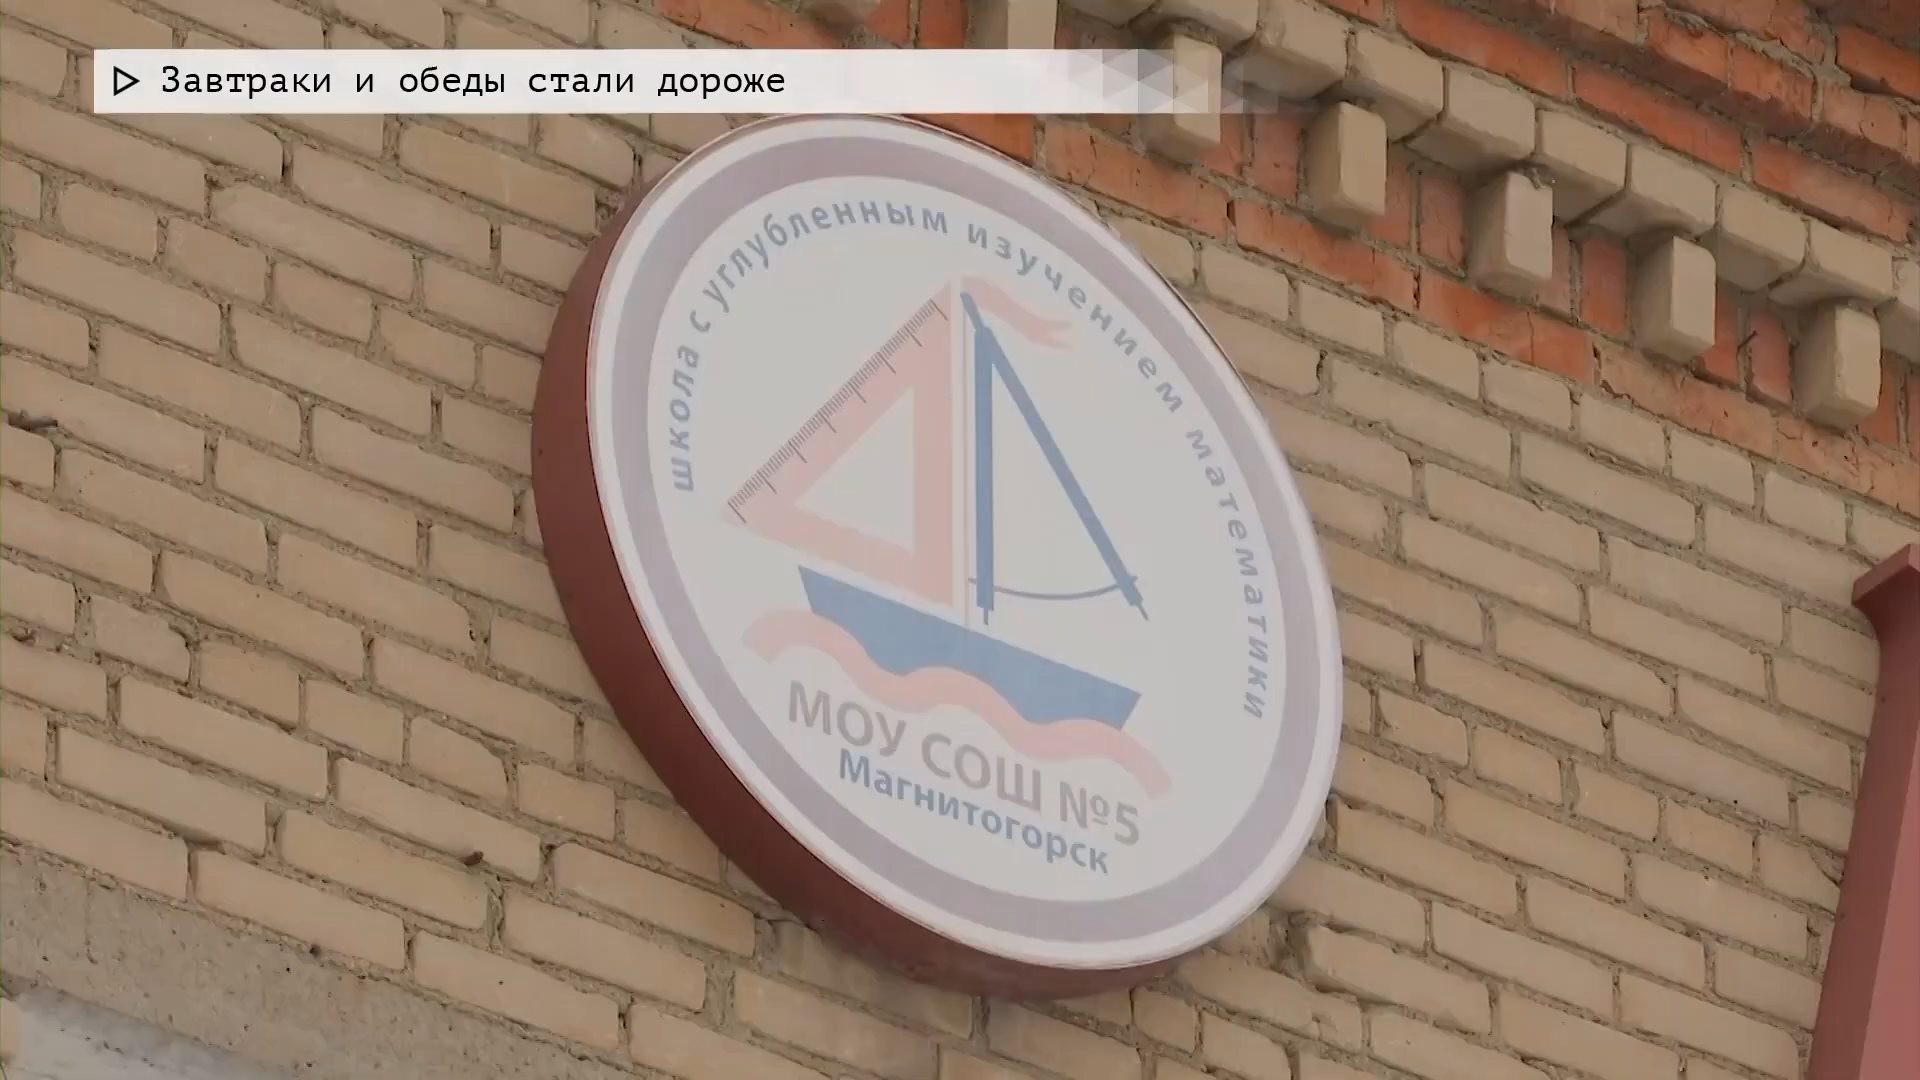 Завтраки и обеды стали дороже
школа с углубленным изучением математики
МОУ СОШ №5
Магнитогорск